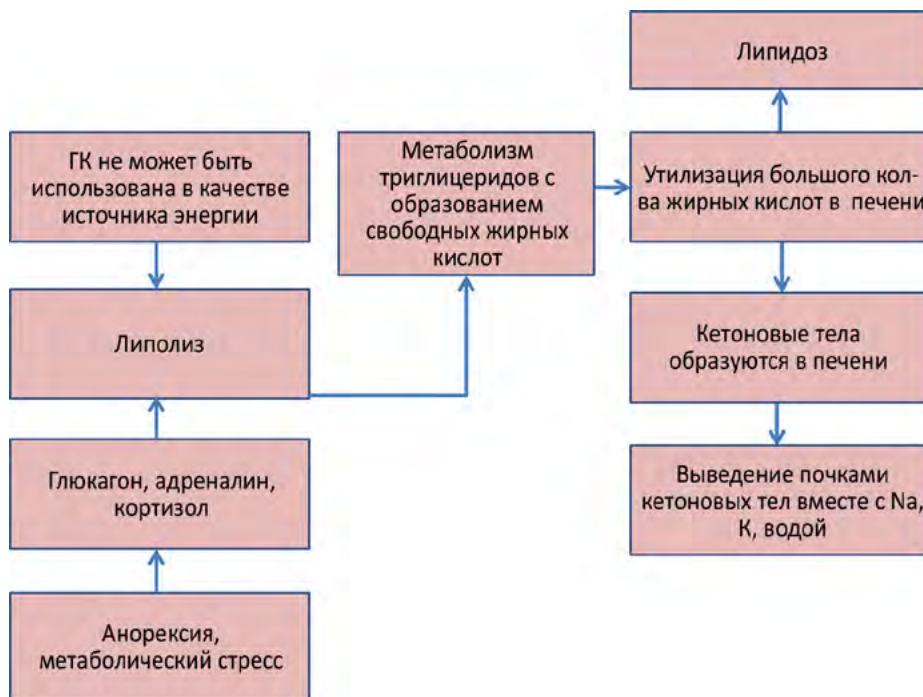 ГК не может быть
использована в качестве
источника энергии
Липолиз
Глюкагон, адреналин,
кортизол
Анорексия,
метаболический стресс
Метаболизм
триглицеридов с
образованием
свободных жирных
кислот
Липидоз
Утилизация большого кол-
ва жирных кислот в печени
Кетоновые тела
образуются в печени
Выведение почками
кетоновых тел вместе с Na,
К, водой